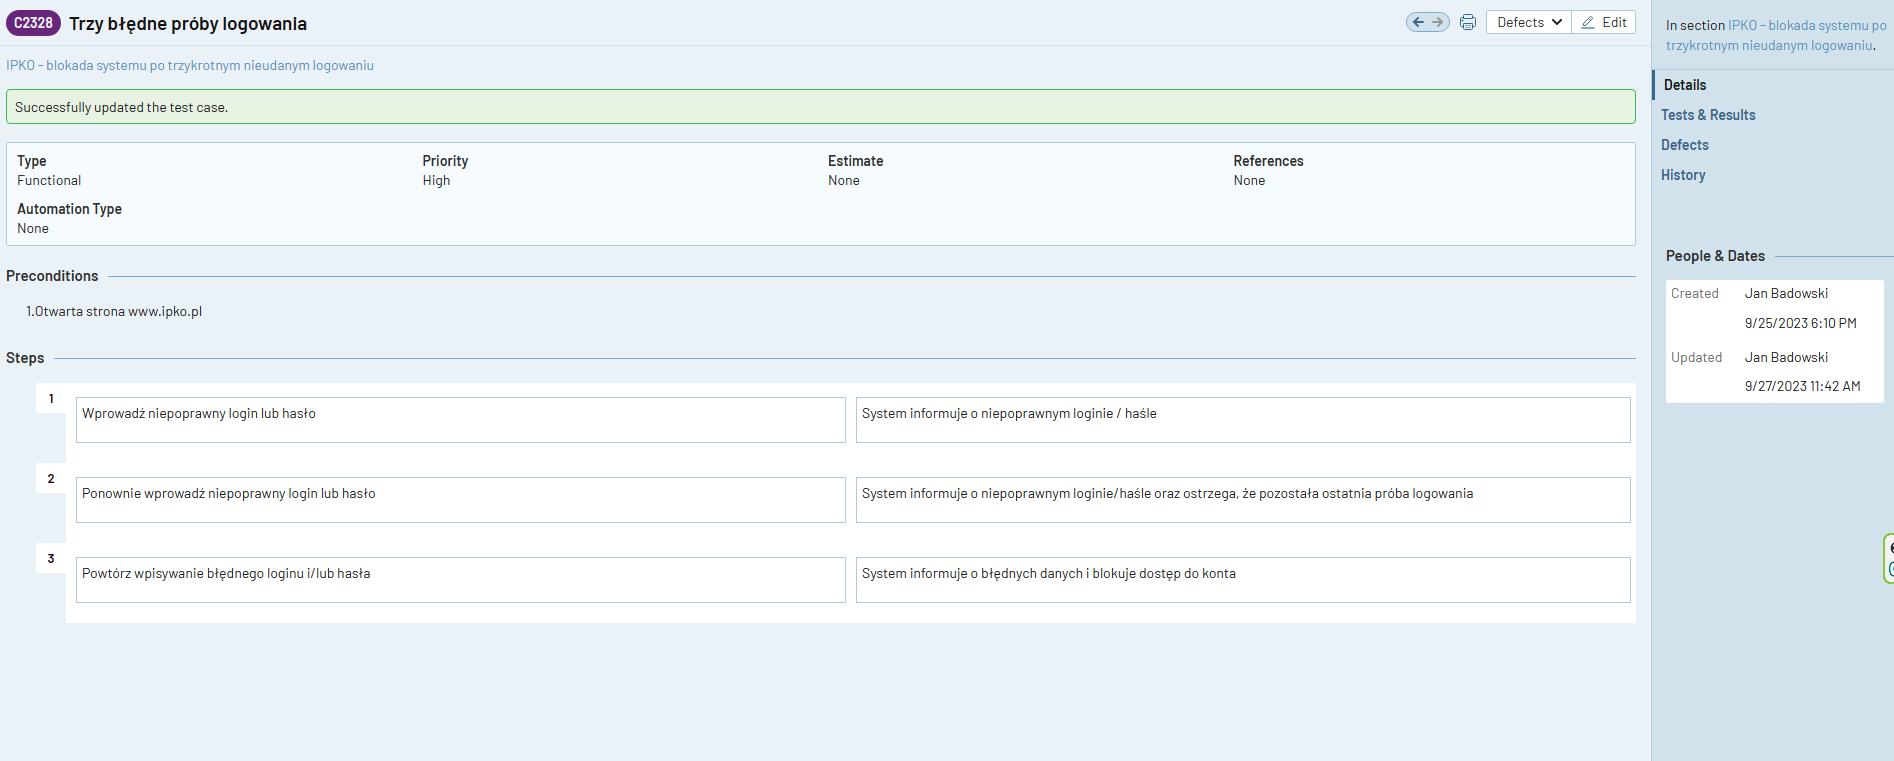 C2328 Trzy błędne próby logowania
Defects Edit
IPKO - blokada systemu po trzykrotnym nieudanym logowaniu
Successfully updated the test case.
Type Priority Estimate References
Functional High None None
Automation Type
None
Preconditions
1.Otwarta strona www.ipko.pl
Steps
1 Wprowadź niepoprawny login lub hasło System informuje o niepoprawnym loginie / haśle
2 Ponownie wprowadź niepoprawny login lub hasło System informuje o niepoprawnym loginie/haśle oraz ostrzega, że pozostała ostatnia próba logowania
3 Powtórz wpisywanie błędnego loginu i/lub hasła System informuje o błędnych danych i blokuje dostęp do konta
In section IPKO - blokada systemu po
trzykrotnym nieudanym logowaniu.
Details
Tests & Results
Defects
History
People & Dates
Created Jan Badowski
9/25/2023 6:10 PM
Updated Jan Badowski
9/27/2023 11:42 AM